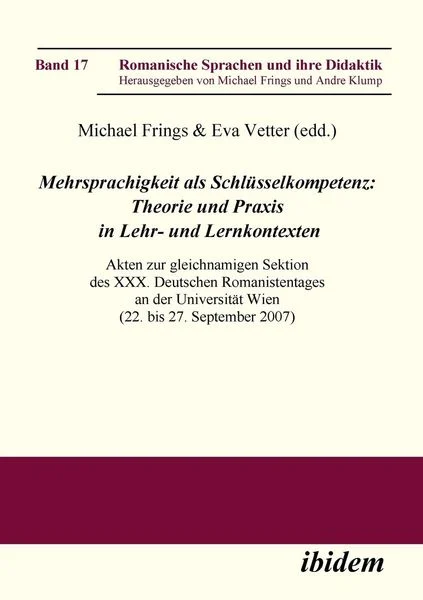 Band 17 Romanische Sprachen und ihre Didaktik
Herausgegeben von Michael Frings und Andre Klump
Michael Frings & Eva Vetter (edd.)
Mehrsprachigkeit als Schlüsselkompetenz:
Theorie und Praxis
in Lehr- und Lernkontexten
Akten zur gleichnamigen Sektion
des XXX. Deutschen Romanistentages
an der Universität Wien
(22. bis 27. September 2007)
ibidem